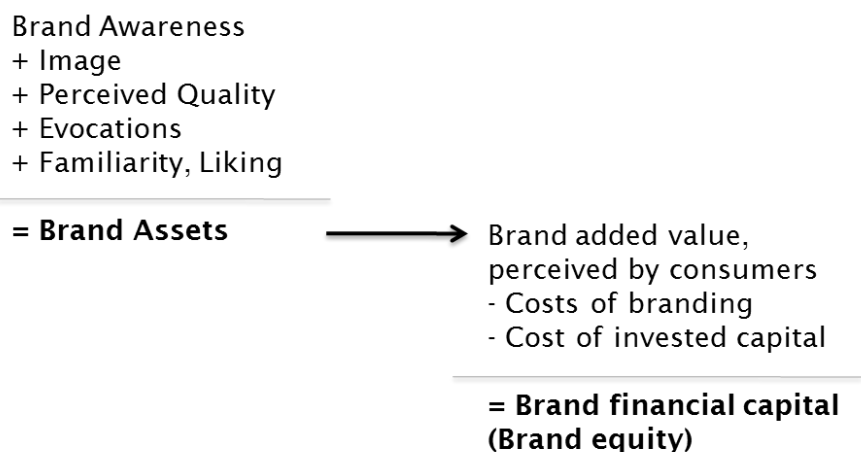 Brand Awareness
+ Image
+ Perceived Quality
+ Evocations
+ Familiarity, Liking
= Brand Assets
Brand added value,
perceived by consumers
- Costs of branding
- Cost of invested capital
= Brand financial capital
(Brand equity)